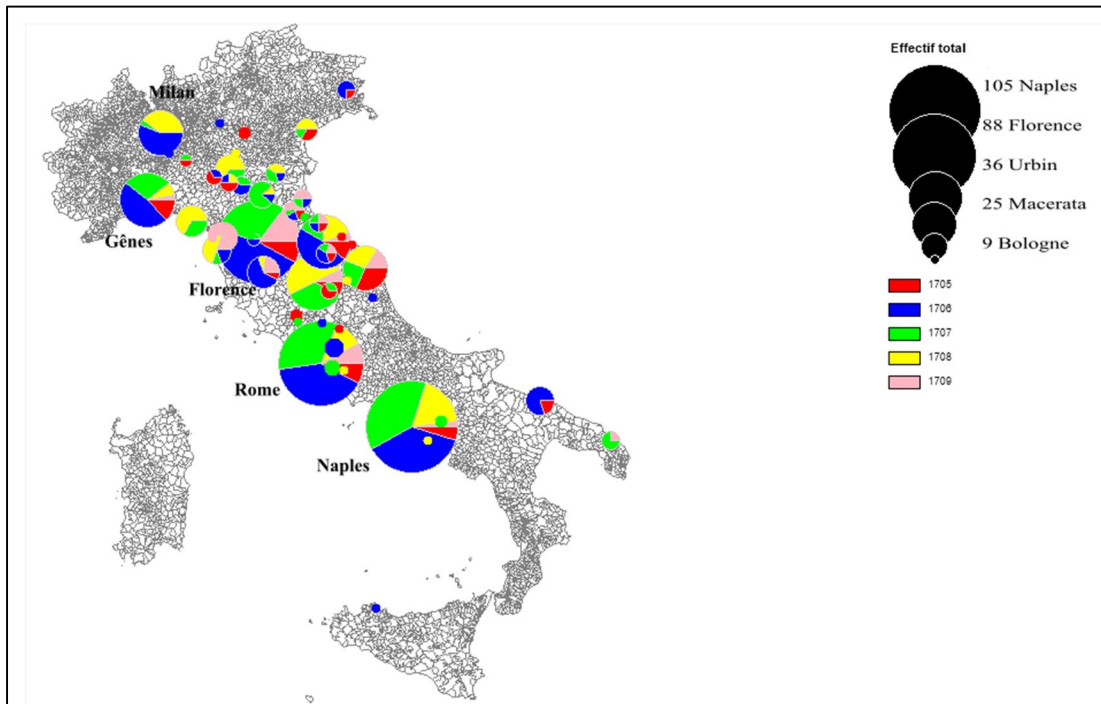 Effectif total
105 Naples
88 Florence
36 Urbin
25 Macerata
9 Bologne
1705
1706
1707
1708
1709
Milan
Gênes
Florence
Rome
Naples